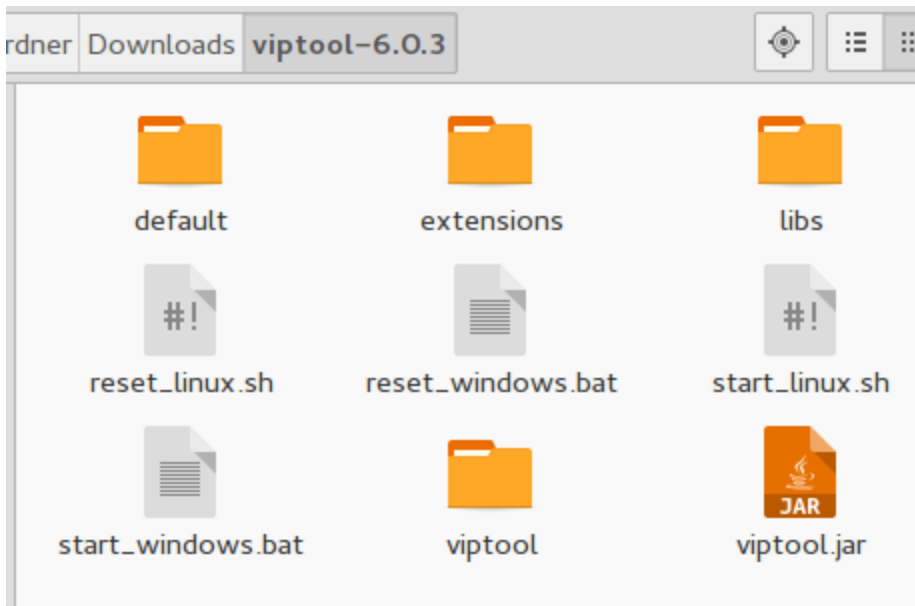 rdner Downloads viptool-6.0.3
default extensions libs
#! #!
reset_linux.sh reset_windows.bat start_linux.sh
JAR
start_windows.bat viptool viptool.jar